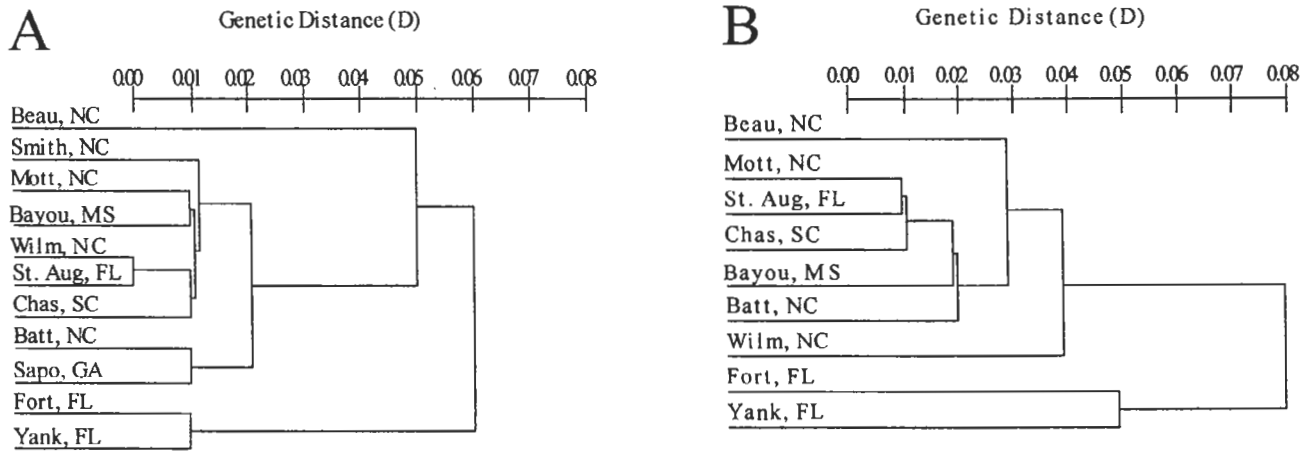 A
Genetic Distance (D)
0.00 0.01 0.02 0.03 0.04 0.05 0.06 0.07 0.08
Beau, NC
Smith, NC
Mott, NC
Bayou, MS
Wilm, NC
St. Aug, FL
Chas, SC
Batt, NC
Sapo, GA
Fort, FL
Yank, FL
B
Genetic Distance (D)
0.00 0.01 0.02 0.03 0.04 0.05 0.06 0.07 0.08
Beau, NC
Mott, NC
St. Aug, FL
Chas, SC
Bayou, MS
Batt, NC
Wilm, NC
Fort, FL
Yank, FL